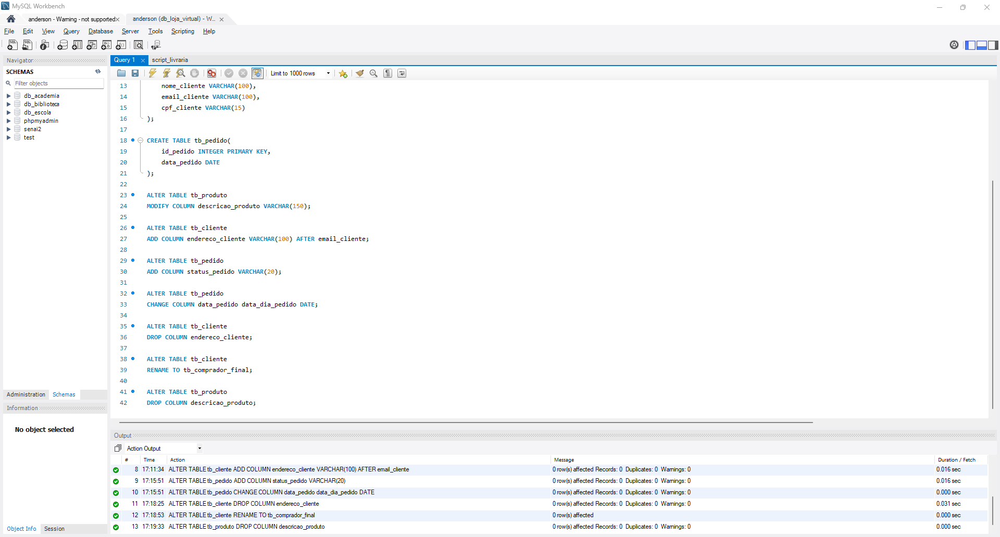 MySQL Workbench
anderson - Warning - not supported
anderson (db_loja_virtual) - W...
File Edit View Query Database Server Tools Scripting Help
Navigator
SCHEMAS
Filter objects
db_academia
db_biblioteca
db_escola
phpmyadmin
senai2
test
Administration Schemas
Information
No object selected
Object Info Session
Query 1 script_livraria
Limit to 1000 rows
13 nome_cliente VARCHAR(100),
14 email_cliente VARCHAR(100),
15 cpf_cliente VARCHAR(15)
16 );
17
18 CREATE TABLE tb_pedido(
19 id_pedido INTEGER PRIMARY KEY,
20 data_pedido DATE
21 );
22
23 ALTER TABLE tb_produto
24 MODIFY COLUMN descricao_produto VARCHAR(150);
25
26 ALTER TABLE tb_cliente
27 ADD COLUMN endereco_cliente VARCHAR(100) AFTER email_cliente;
28
29 ALTER TABLE tb_pedido
30 ADD COLUMN status_pedido VARCHAR(20);
31
32 ALTER TABLE tb_pedido
33 CHANGE COLUMN data_pedido data_dia_pedido DATE;
34
35 ALTER TABLE tb_cliente
36 DROP COLUMN endereco_cliente;
37
38 ALTER TABLE tb_cliente
39 RENAME TO tb_comprador_final;
40
41 ALTER TABLE tb_produto
42 DROP COLUMN descricao_produto;
Output
Action Output
# Time Action Message Duration / Fetch
8 17:11:34 ALTER TABLE tb_cliente ADD COLUMN endereco_cliente VARCHAR(100) AFTER email_cliente 0 row(s) affected Records: 0 Duplicates: 0 Warnings: 0 0.016 sec
9 17:15:51 ALTER TABLE tb_pedido ADD COLUMN status_pedido VARCHAR(20) 0 row(s) affected Records: 0 Duplicates: 0 Warnings: 0 0.016 sec
10 17:15:51 ALTER TABLE tb_pedido CHANGE COLUMN data_pedido data_dia_pedido DATE 0 row(s) affected Records: 0 Duplicates: 0 Warnings: 0 0.000 sec
11 17:18:25 ALTER TABLE tb_cliente DROP COLUMN endereco_cliente 0 row(s) affected Records: 0 Duplicates: 0 Warnings: 0 0.031 sec
12 17:18:53 ALTER TABLE tb_cliente RENAME TO tb_comprador_final 0 row(s) affected 0.000 sec
13 17:19:33 ALTER TABLE tb_produto DROP COLUMN descricao_produto 0 row(s) affected Records: 0 Duplicates: 0 Warnings: 0 0.000 sec